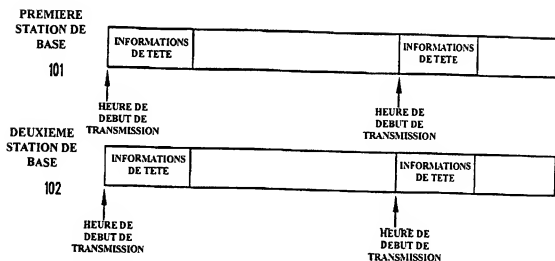 PREMIERE
STATION DE
BASE
101
INFORMATIONS
DE TETE
INFORMATIONS
DE TETE
HEURE DE
DEBUT DE
TRANSMISSION
HEURE DE
DEBUT DE
TRANSMISSION
DEUXIEME
STATION DE
BASE
102
INFORMATIONS
DE TETE
INFORMATIONS
DE TETE
HEURE DE
DEBUT DE
TRANSMISSION
HEURE DE
DEBUT DE
TRANSMISSION